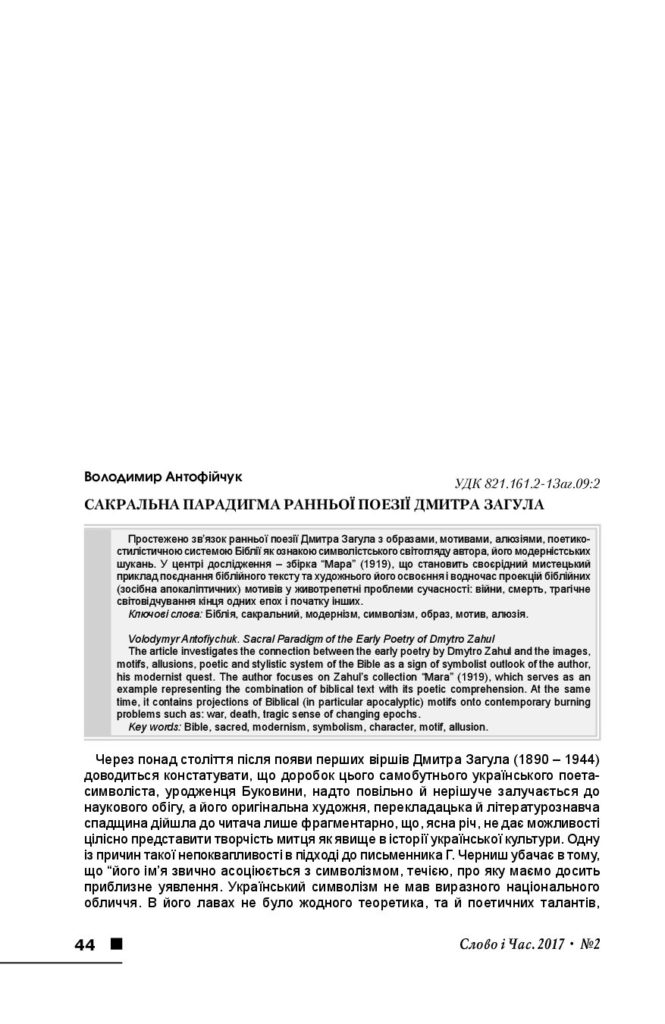 Володимир Антофійчук
УДК 821.161.2-1Заг.09:2
САКРАЛЬНА ПАРАДИГМА РАННЬОЇ ПОЕЗІЇ ДМИТРА ЗАГУЛА
Простежено зв’язок ранньої поезії Дмитра Загула з образами, мотивами, алюзіями, поетико-
стилістичною системою Біблії як ознакою символістського світогляду автора, його модерністських
шукань. У центрі дослідження – збірка “Мара” (1919), що становить своєрідний мистецький
приклад поєднання біблійного тексту та художнього його освоєння і водночас проекцій біблійних
(зосібна апокаліптичних) мотивів у животрепетні проблеми сучасності: війни, смерть, трагічне
світовідчування кінця одних епох і початку інших.
Ключові слова: Біблія, сакральний, модернізм, символізм, образ, мотив, алюзія.
Volodymyr Antofiychuk. Sacral Paradigm of the Early Poetry of Dmytro Zahul
The article investigates the connection between the early poetry by Dmytro Zahul and the images,
motifs, allusions, poetic and stylistic system of the Bible as a sign of symbolist outlook of the author,
his modernist quest. The author focuses on Zahul’s collection “Mara” (1919), which serves as an
example representing the combination of biblical text with its poetic comprehension. At the same
time, it contains projections of Biblical (in particular apocalyptic) motifs onto contemporary burning
problems such as: war, death, tragic sense of changing epochs.
Key words: Bible, sacred, modernism, symbolism, character, motif, allusion.
Через понад століття після появи перших віршів Дмитра Загула (1890 – 1944)
доводиться констатувати, що доробок цього самобутнього українського поета-
символіста, уродженця Буковини, надто повільно й нерішуче залучається до
наукового обігу, а його оригінальна художня, перекладацька й літературознавча
спадщина дійшла до читача лише фрагментарно, що, ясна річ, не дає можливості
цілісно представити творчість митця як явище в історії української культури. Одну
із причин такої непоквапливості в підході до письменника Г. Черниш убачає в тому,
що “його ім’я звично асоціюється з символізмом, течією, про яку маємо досить
приблизне уявлення. Український символізм не мав виразного національного
обличчя. В його лавах не було жодного теоретика, та й поетичних талантів,
44 ■
Слово і Час. 2017 • №2